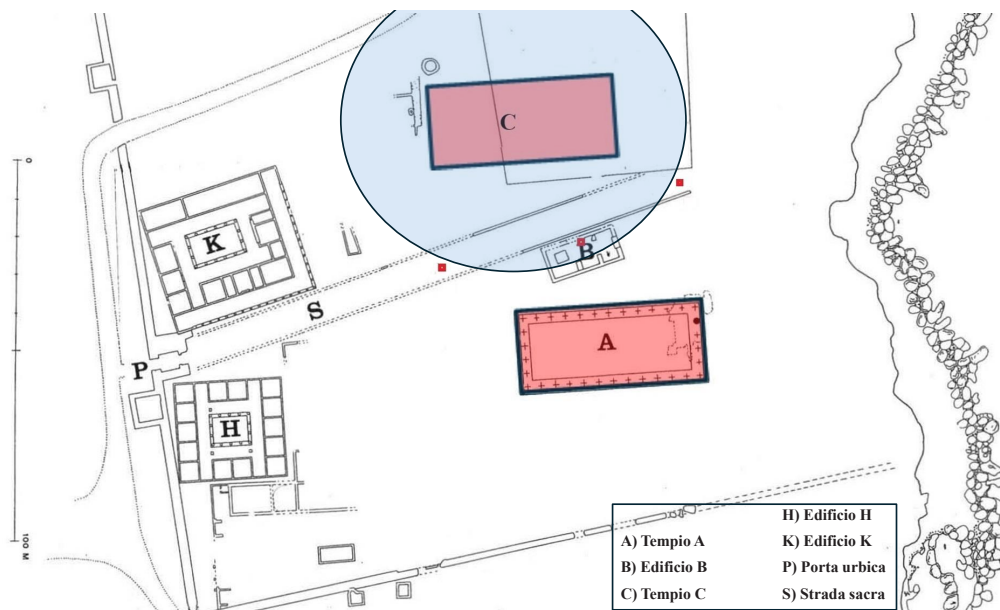 C
K
B
S
A
P
H
0
100 M
H) Edificio H
A) Tempio A
K) Edificio K
B) Edificio B
P) Porta urbica
C) Tempio C
S) Strada sacra